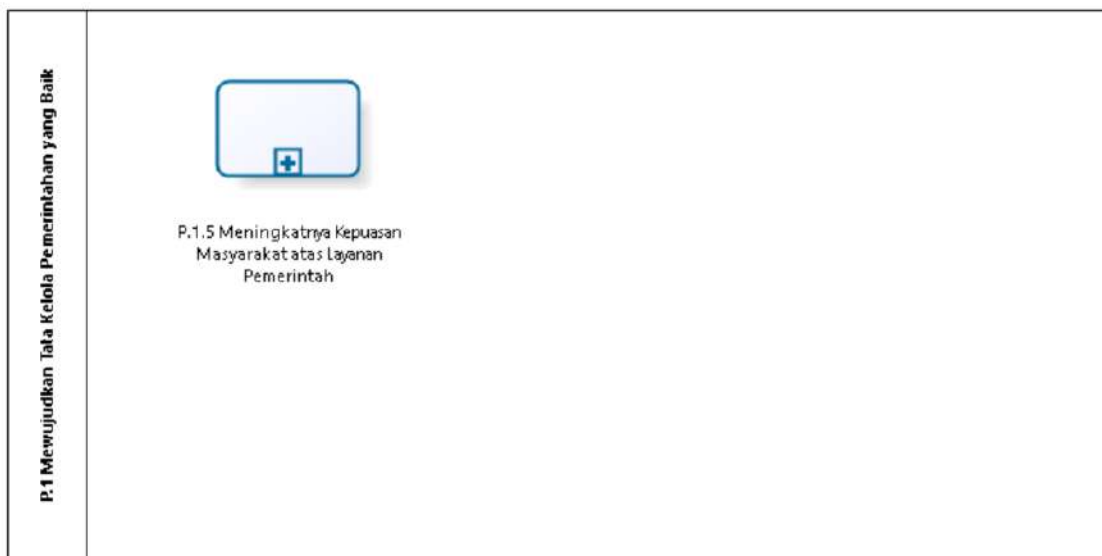 P.1 Mewujudkan Tata Kelola Pemerintahan yang Baik
P.1.5 Meningkatnya Kepuasan
Masyarakat atas Layanan
Pemerintah